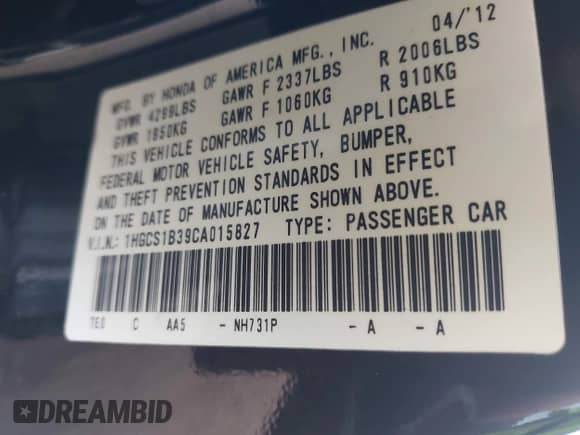 MFD. BY HONDA OF AMERICA MFG., INC. 04/'12
GVWR 4299LBS GAWR F 2337LBS R 2006LBS
GVWR 1950KG GAWR F 1060KG R 910KG
THIS VEHICLE CONFORMS TO ALL APPLICABLE
FEDERAL MOTOR VEHICLE SAFETY, BUMPER,
AND THEFT PREVENTION STANDARDS IN EFFECT
ON THE DATE OF MANUFACTURE SHOWN ABOVE.
V.I.N.: 1HGCS1B39CA015827 TYPE: PASSENGER CAR
TE0 C AA5 - NH731P - A - A
DREAMBID